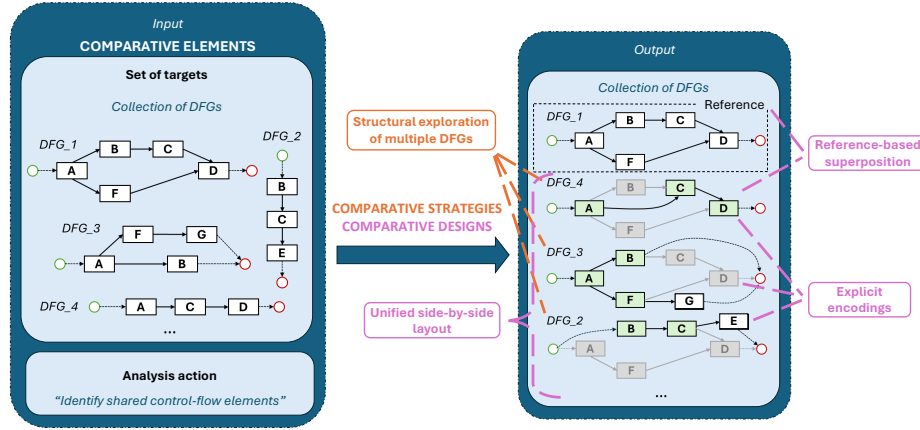 Input
COMPARATIVE ELEMENTS
Set of targets
Collection of DFGs
DFG_1
A
B
C
F
D
DFG_2
B
C
E
DFG_3
A
F
G
B
DFG_4
A
C
D
...
Analysis action
“Identify shared control-flow elements”
COMPARATIVE STRATEGIES
COMPARATIVE DESIGNS
Structural exploration
of multiple DFGs
Unified side-by-side
layout
Output
Collection of DFGs
Reference
DFG_1
A
B
C
F
D
DFG_4
A
B
C
F
D
DFG_3
A
B
C
D
F
G
DFG_2
B
C
E
A
D
F
...
Reference-based
superposition
Explicit
encodings